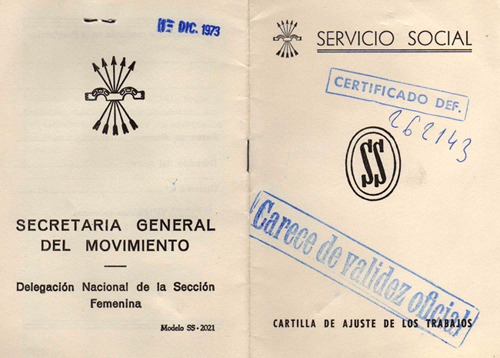 DIC. 1973
SECRETARIA GENERAL
DEL MOVIMIENTO
Delegación Nacional de la Sección
Femenina
Modelo SS - 2021
SERVICIO SOCIAL
CERTIFICADO DEF.
262143
SS
Carece de validez oficial
CARTILLA DE AJUSTE DE LOS TRABAJOS